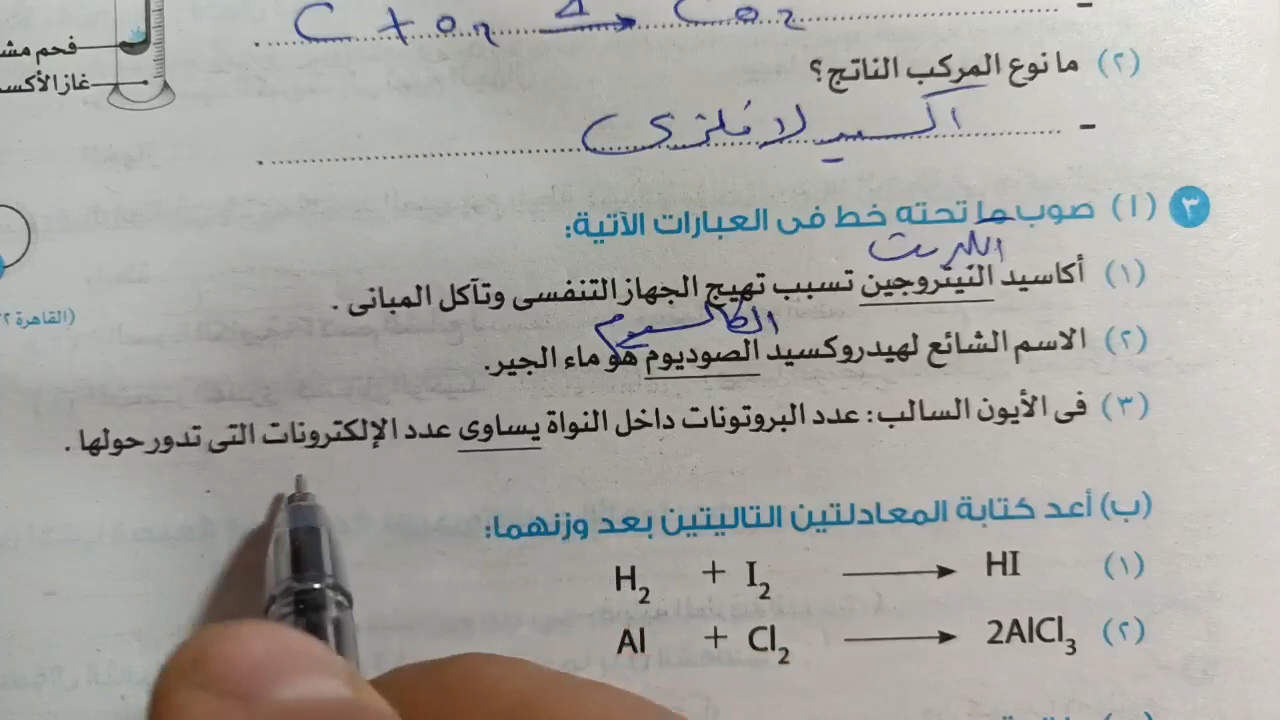 C + O2 Δ→ CO2
-
فحم مش
غاز الأكس
(٢) ما نوع المركب الناتج؟
- اكسيد لا فلزى
٣ (ا) صوب ما تحته خط فى العبارات الآتية:
الكبريت
(١) أكاسيد النيتروجين تسبب تهيج الجهاز التنفسى وتآكل المبانى .
الكالسيوم
(٢) الاسم الشائع لهيدروكسيد الصوديوم هو ماء الجير.
(القاهرة ٢
(٣) فى الأيون السالب: عدد البروتونات داخل النواة يساوى عدد الإلكترونات التى تدور حولها .
(ب) أعد كتابة المعادلتين التاليتين بعد وزنهما:
(١) H2 + I2 → HI
(٢) Al + Cl2 → 2AlCl3